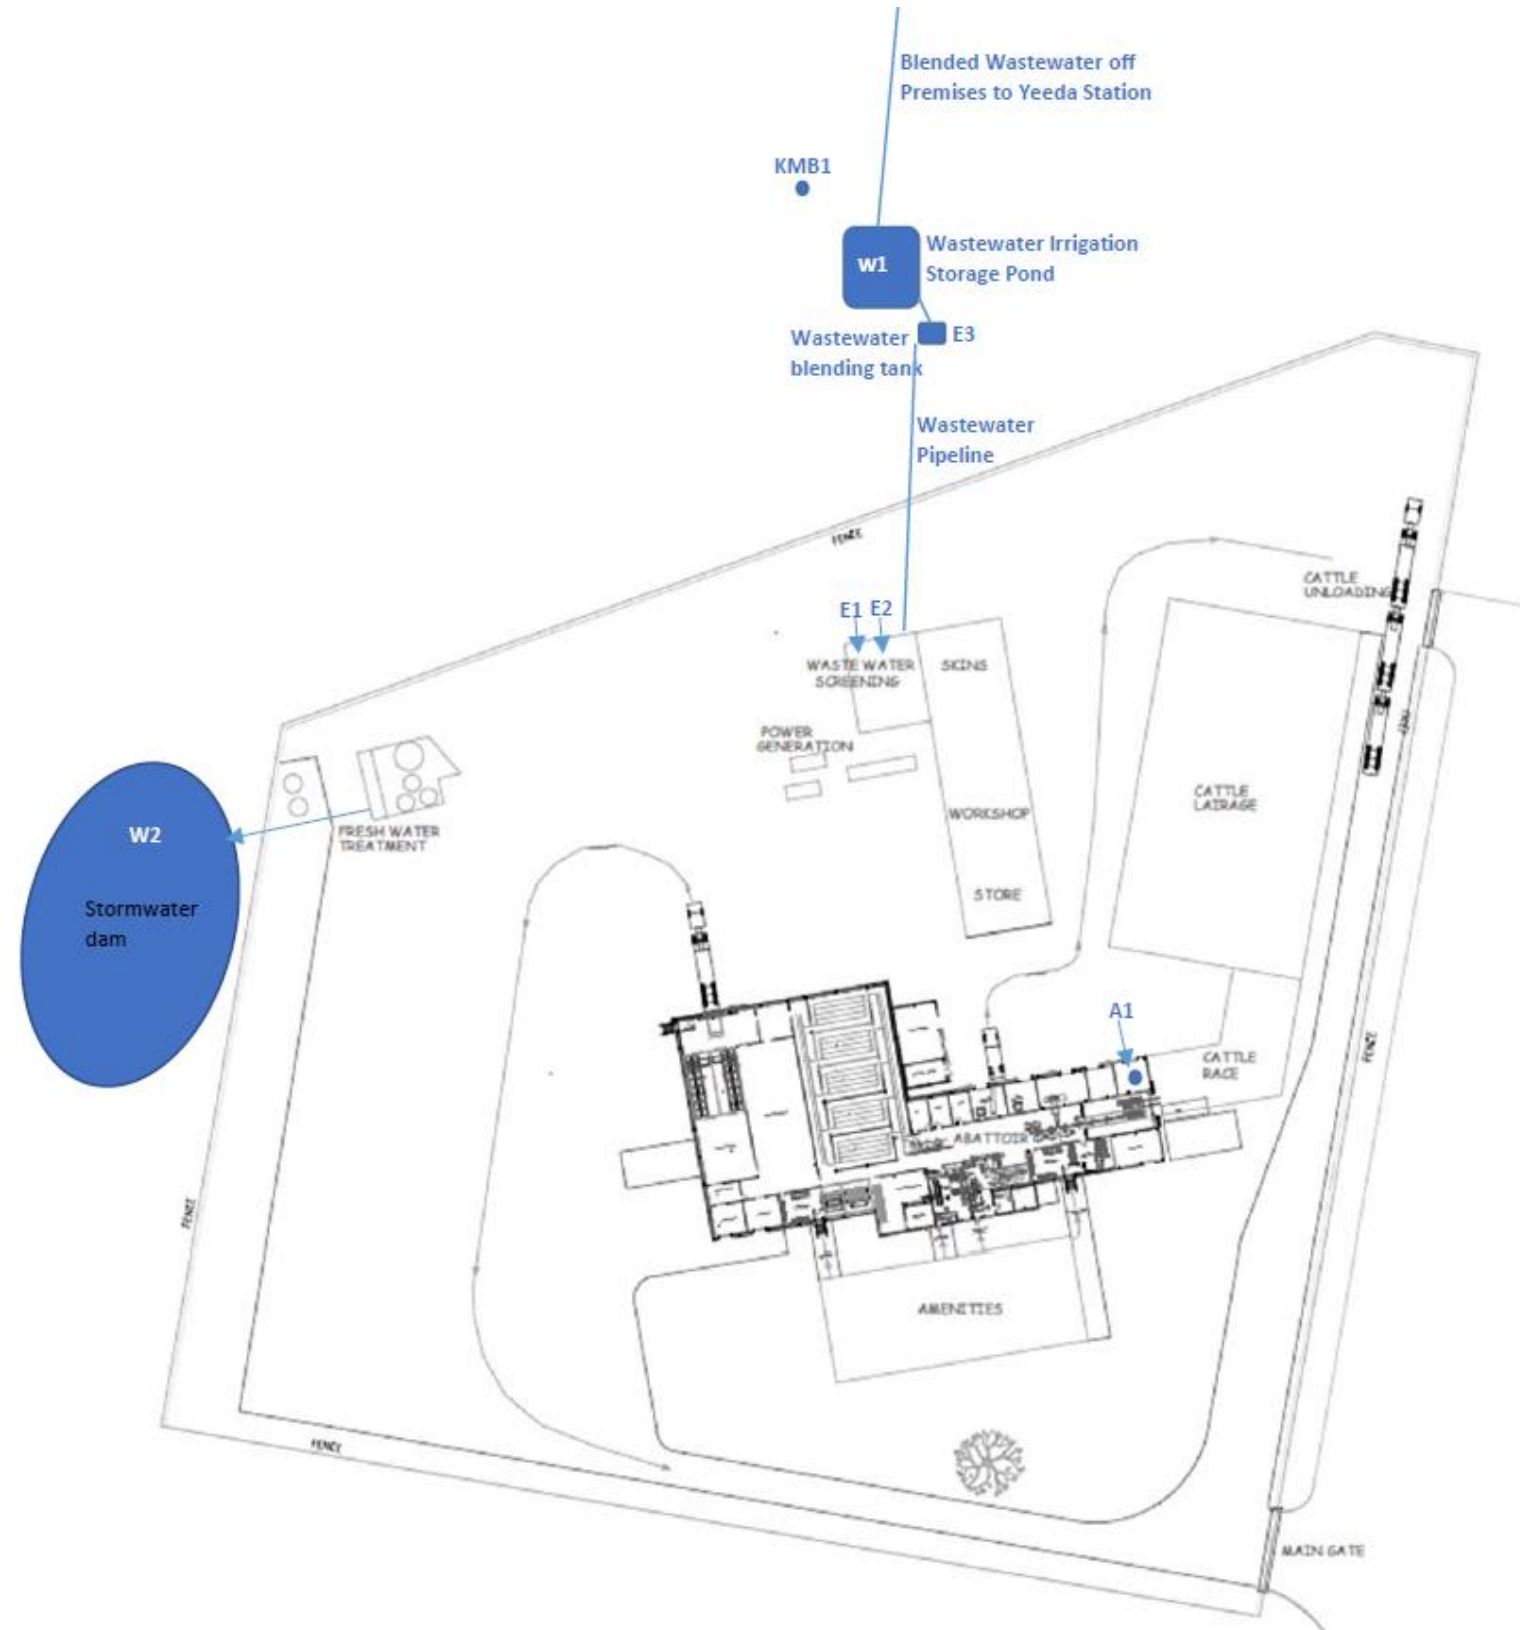 Blended Wastewater off
Premises to Yeeda Station
KMB1
W1
Wastewater Irrigation
Storage Pond
Wastewater
blending tank
E3
Wastewater
Pipeline
FENCE
CATTLE
UNLOADING
E1 E2
WASTE WATER
SCREENING
SKINS
POWER
GENERATION
CATTLE
LAIRAGE
WORKSHOP
W2
FRESH WATER
TREATMENT
STORE
Stormwater
dam
A1
FENCE
CATTLE
RACE
ABATTOIR
FENCE
AMENITIES
FENCE
MAIN GATE